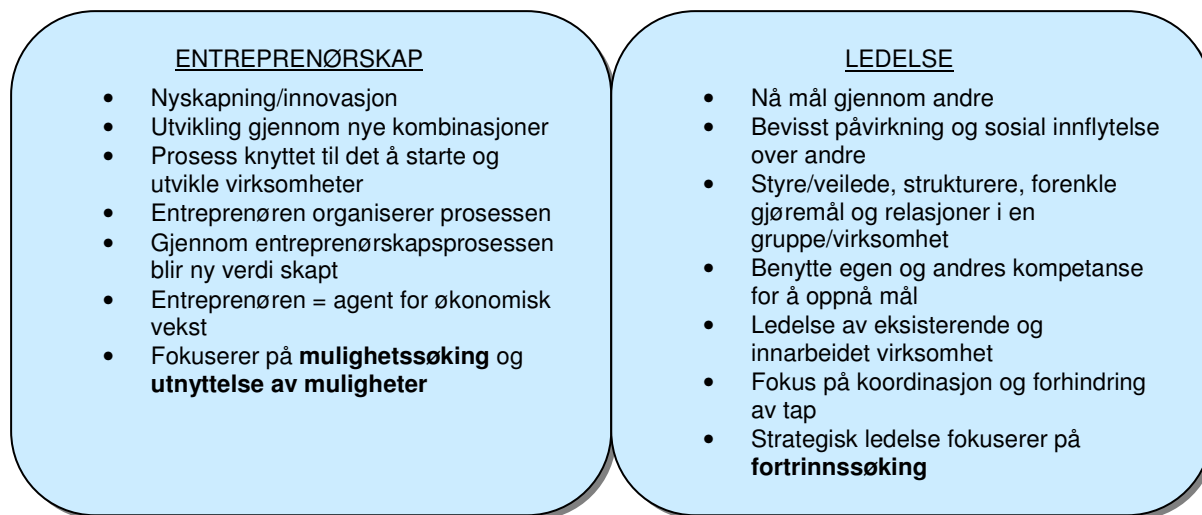 ENTREPRENØRSKAP
• Nyskapning/innovasjon
• Utvikling gjennom nye kombinasjoner
• Prosess knyttet til det å starte og
utvikle virksomheter
• Entreprenøren organiserer prosessen
• Gjennom entreprenørskapsprosessen
blir ny verdi skapt
• Entreprenøren = agent for økonomisk
vekst
• Fokuserer på mulighetssøking og
utnyttelse av muligheter
LEDELSE
• Nå mål gjennom andre
• Bevisst påvirkning og sosial innflytelse
over andre
• Styre/veilede, strukturere, forenkle
gjøremål og relasjoner i en
gruppe/virksomhet
• Benytte egen og andres kompetanse
for å oppnå mål
• Ledelse av eksisterende og
innarbeidet virksomhet
• Fokus på koordinasjon og forhindring
av tap
• Strategisk ledelse fokuserer på
fortrinnssøking